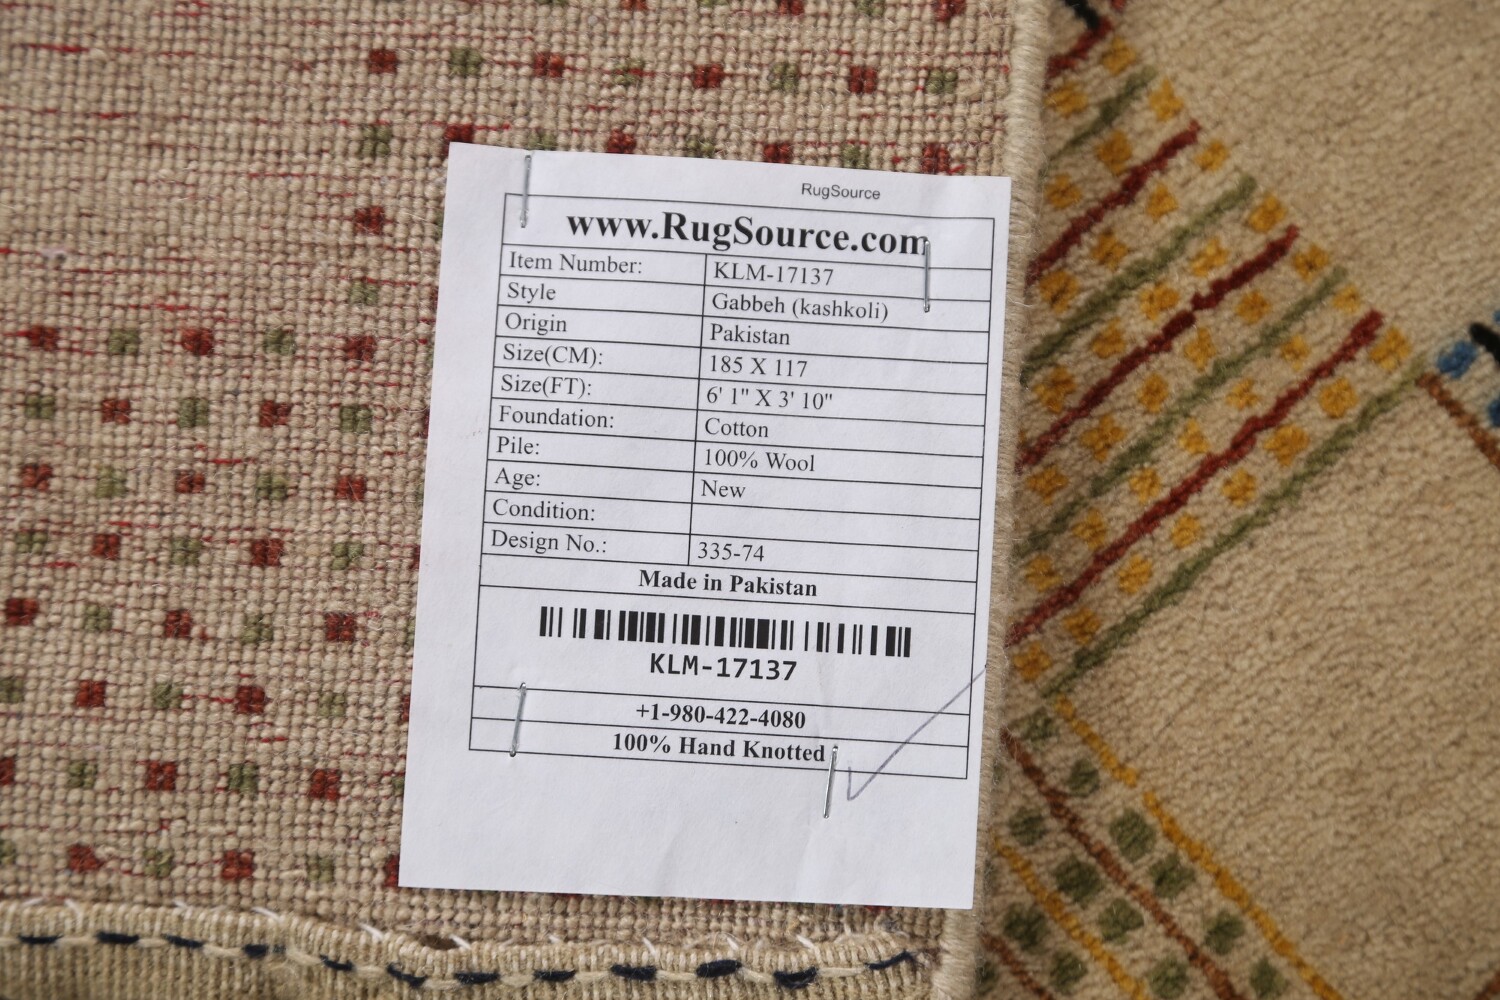 RugSource
www.RugSource.com
Item Number: KLM-17137
Style Gabbeh (kashkoli)
Origin Pakistan
Size(CM): 185 X 117
Size(FT): 6' 1" X 3' 10"
Foundation: Cotton
Pile: 100% Wool
Age: New
Condition:
Design No.: 335-74
Made in Pakistan
KLM-17137
+1-980-422-4080
100% Hand Knotted